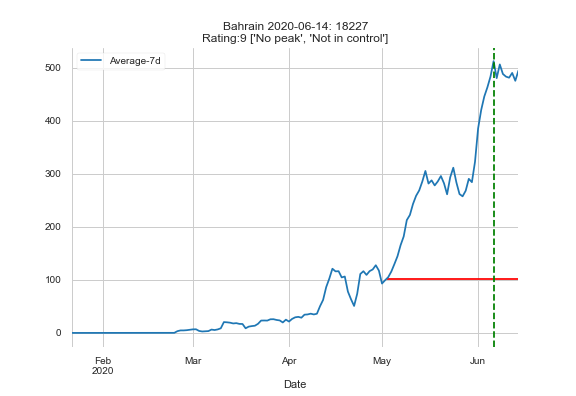 Bahrain 2020-06-14: 18227
Rating:9 ['No peak', 'Not in control']
Average-7d
500
400
300
200
100
0
Feb Mar Apr May Jun
2020
Date